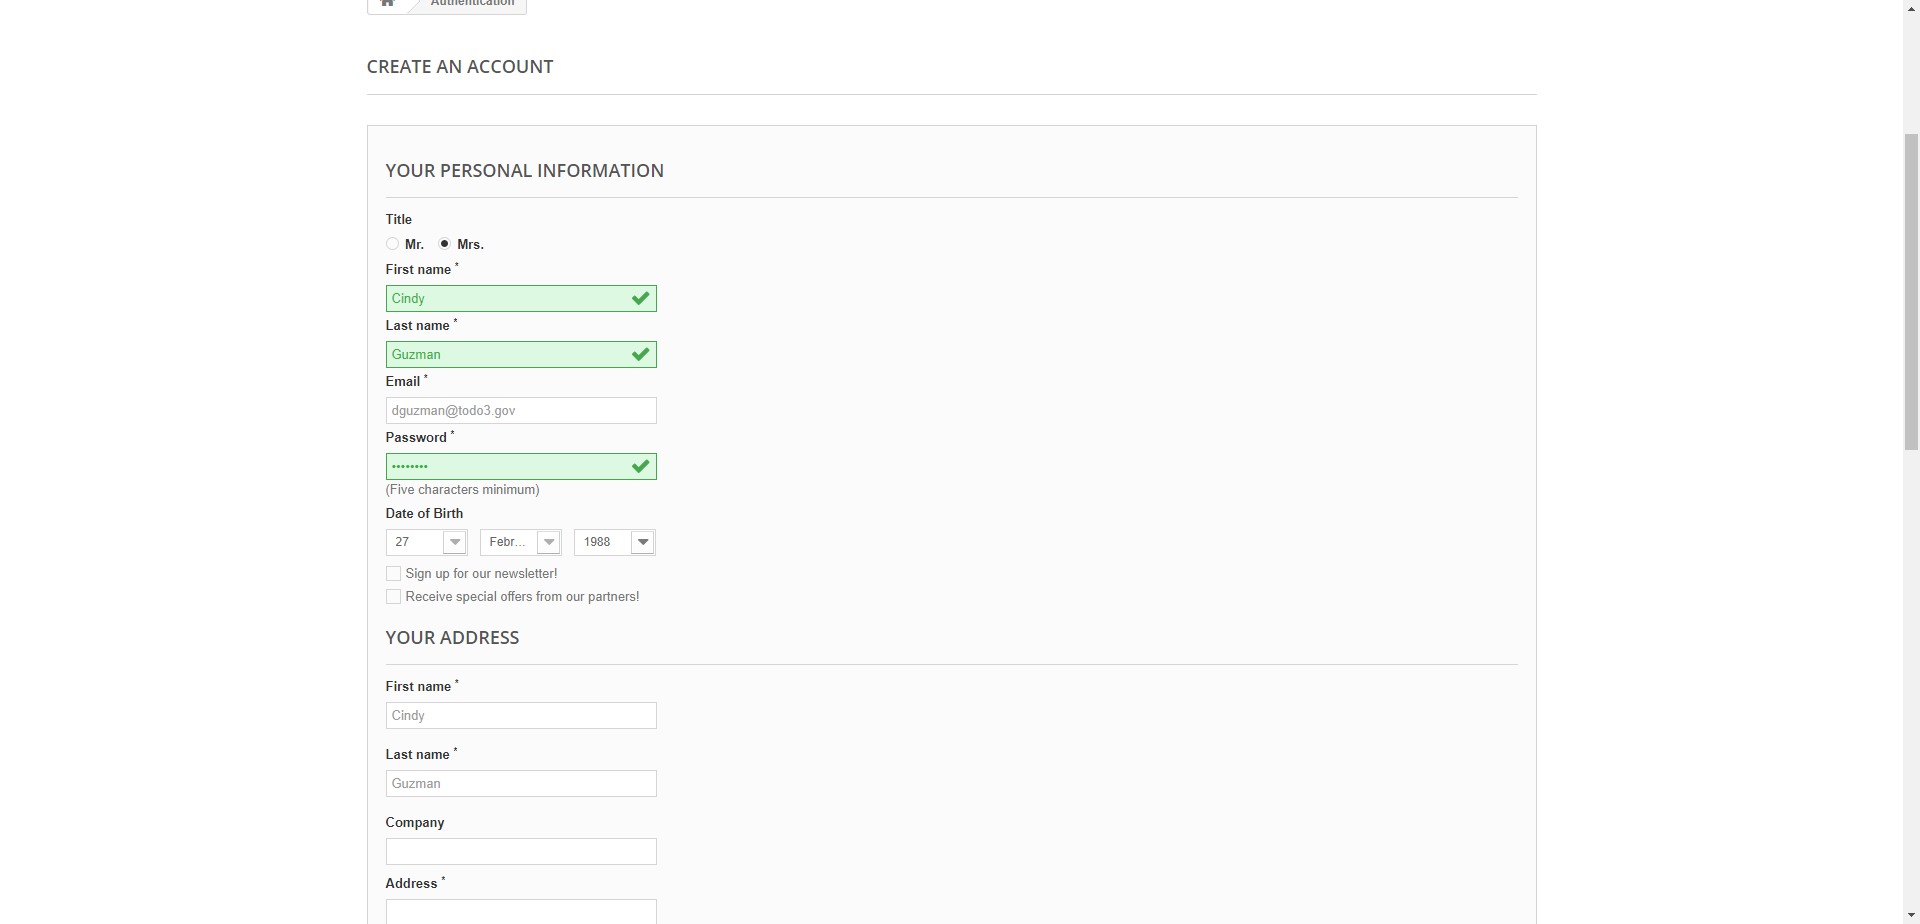 Authentication
CREATE AN ACCOUNT
YOUR PERSONAL INFORMATION
Title
Mr. Mrs.
First name *
Cindy
Last name *
Guzman
Email *
dguzman@todo3.gov
Password *
••••••••
(Five characters minimum)
Date of Birth
27 Febr... 1988
Sign up for our newsletter!
Receive special offers from our partners!
YOUR ADDRESS
First name *
Cindy
Last name *
Guzman
Company
Address *